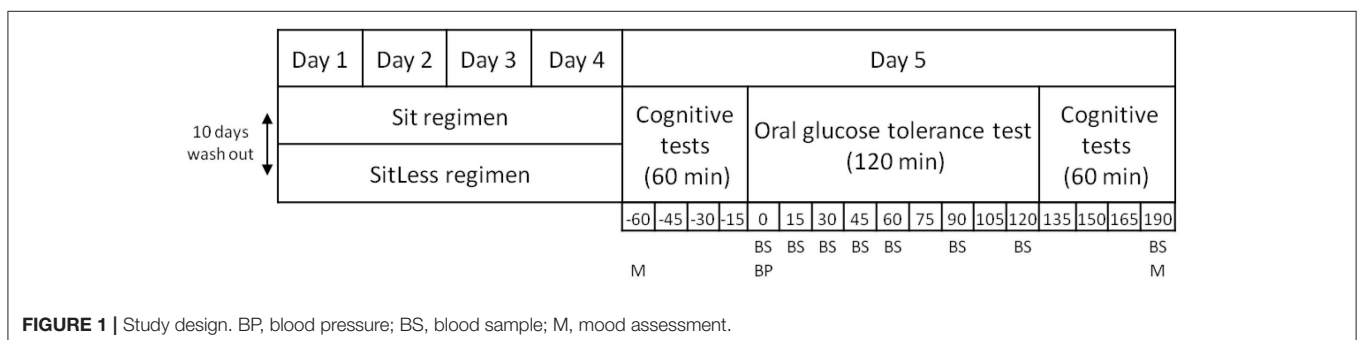 Day 1 Day 2 Day 3 Day 4 Day 5
10 days
wash out
Sit regimen
SitLess regimen
Cognitive
tests
(60 min)
Oral glucose tolerance test
(120 min)
Cognitive
tests
(60 min)
-60 -45 -30 -15 0 15 30 45 60 75 90 105 120 135 150 165 190
BS BS BS BS BS BS BS BS
M BP M
FIGURE 1 | Study design. BP, blood pressure; BS, blood sample; M, mood assessment.